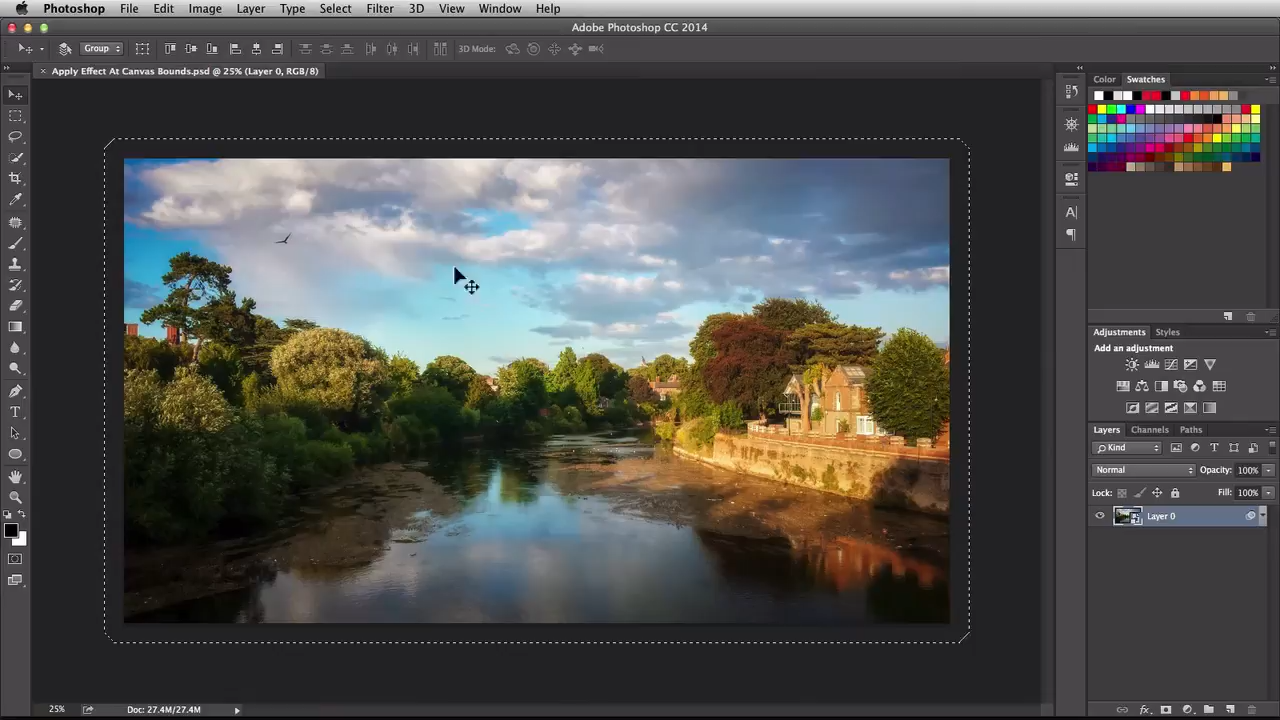 Photoshop File Edit Image Layer Type Select Filter 3D View Window Help
Adobe Photoshop CC 2014
Group 3D Mode:
Apply Effect At Canvas Bounds.psd @ 25% (Layer 0, RGB/8)
Color Swatches
Adjustments Styles
Add an adjustment
Layers Channels Paths
Kind
Normal Opacity: 100%
Lock: Fill: 100%
Layer 0
25% Doc: 27.4M/27.4M